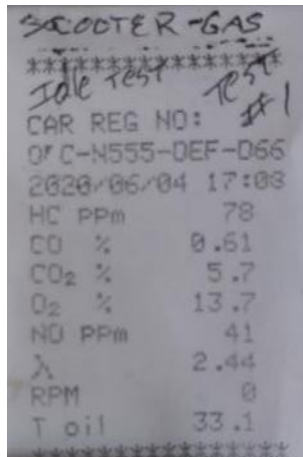 SCOOTER-GAS
*****************
Idle Test Test #1
CAR REG NO:
OFC-N555-DEF-D66
2020/06/04 17:03
HC PPm 78
CO % 0.61
CO₂ % 5.7
O₂ % 13.7
NO PPm 41
λ 2.44
RPM 0
T oil 33.1
*****************